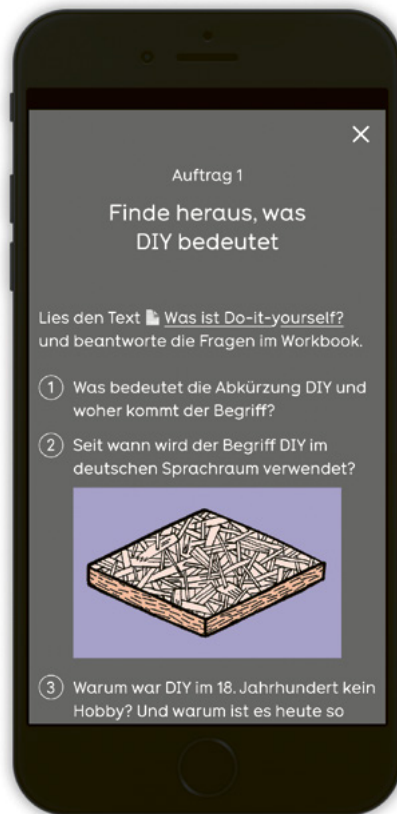 Auftrag 1
Finde heraus, was
DIY bedeutet
Lies den Text Was ist Do-it-yourself?
und beantworte die Fragen im Workbook.
1 Was bedeutet die Abkürzung DIY und
woher kommt der Begriff?
2 Seit wann wird der Begriff DIY im
deutschen Sprachraum verwendet?
3 Warum war DIY im 18. Jahrhundert kein
Hobby? Und warum ist es heute so